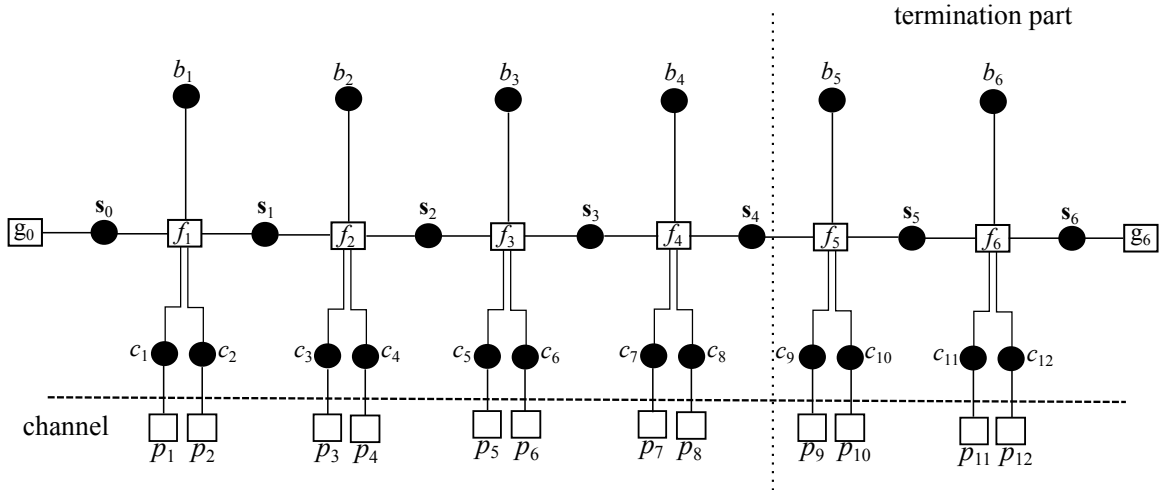 termination part
b₁ b₂ b₃ b₄ b₅ b₆
s₀ s₁ s₂ s₃ s₄ s₅ s₆
g₀ f₁ f₂ f₃ f₄ f₅ f₆ g₆
c₁ c₂ c₃ c₄ c₅ c₆ c₇ c₈ c₉ c₁₀ c₁₁ c₁₂
channel
p₁ p₂ p₃ p₄ p₅ p₆ p₇ p₈ p₉ p₁₀ p₁₁ p₁₂